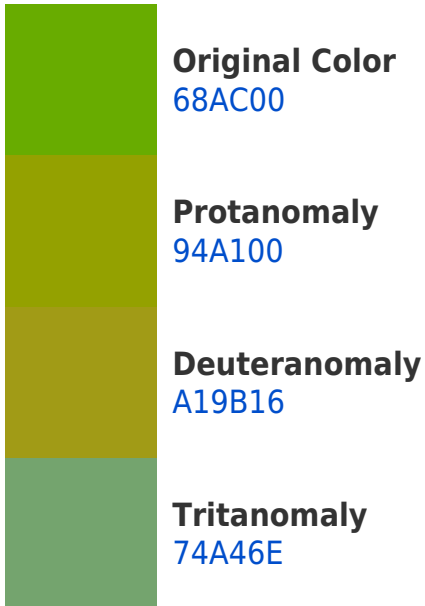 Original Color
68AC00
Protanomaly
94A100
Deuteranomaly
A19B16
Tritanomaly
74A46E